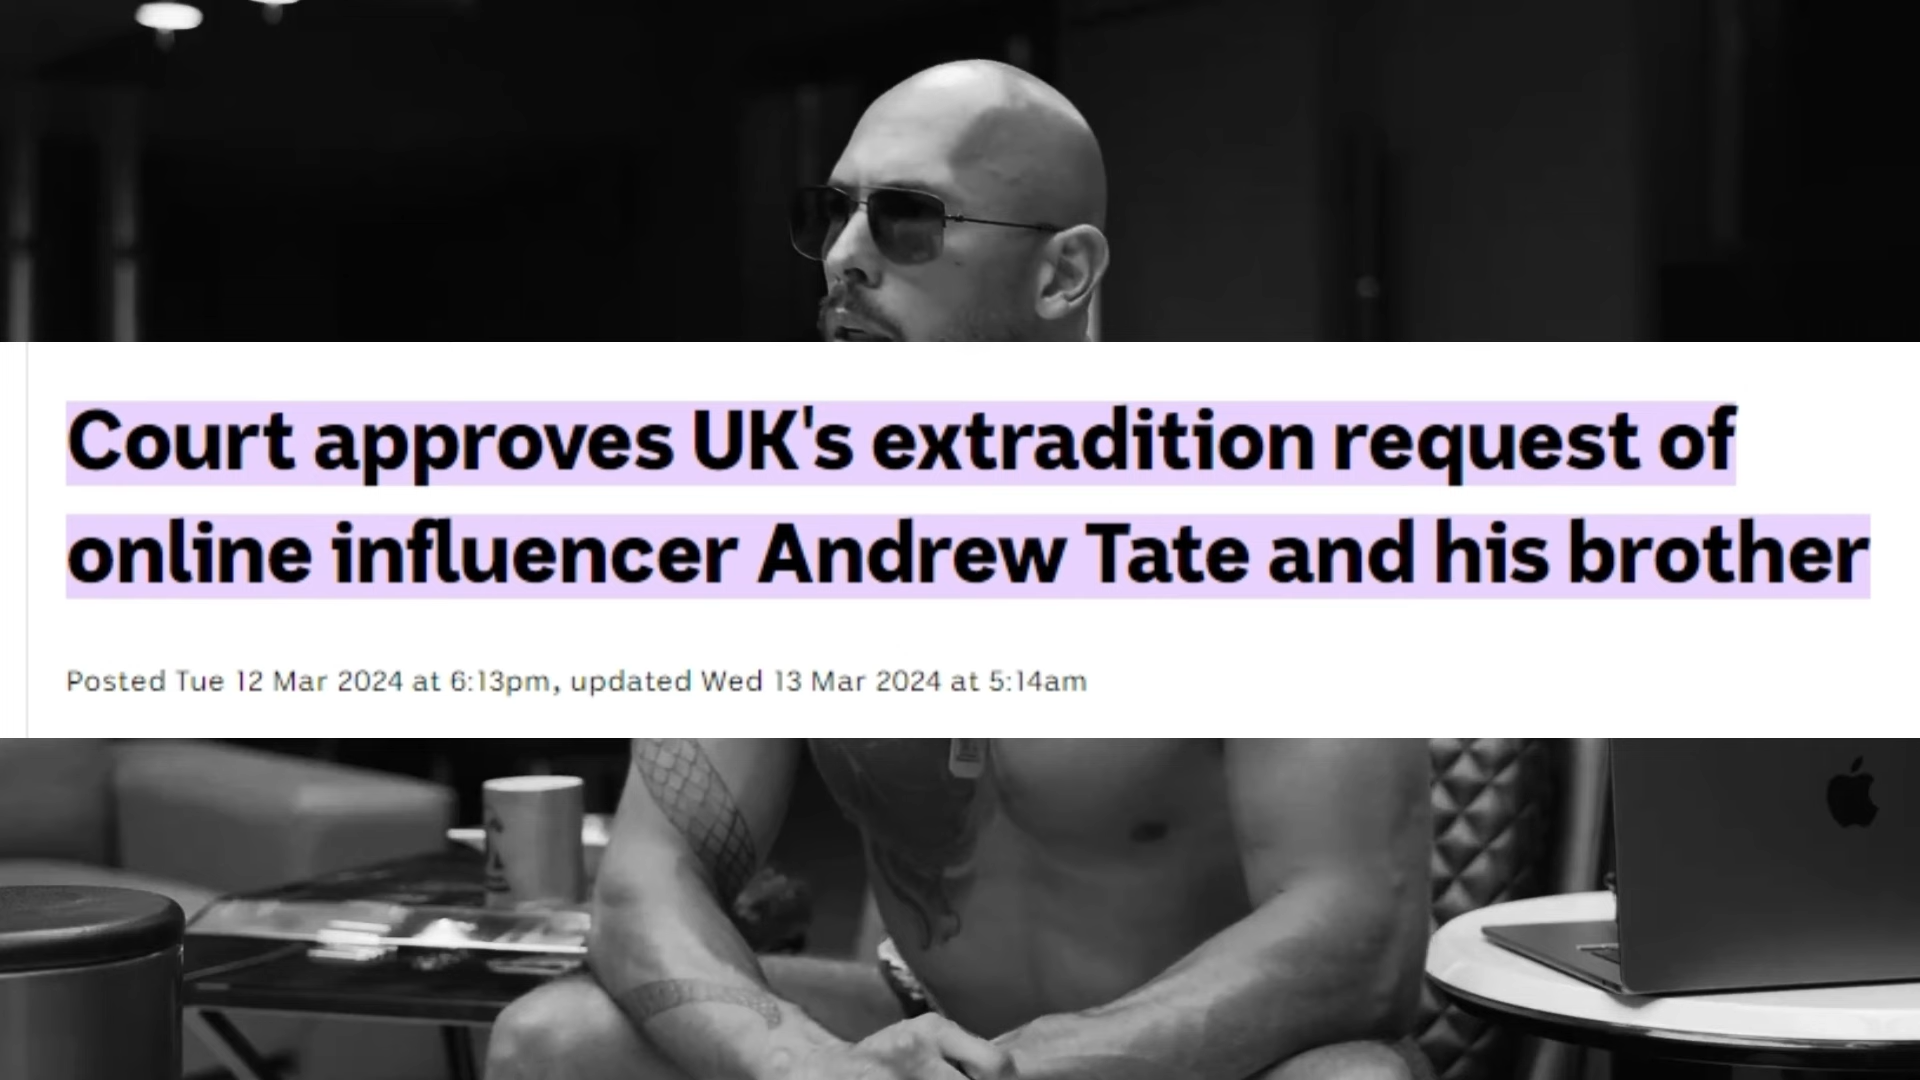 Court approves UK's extradition request of
online influencer Andrew Tate and his brother
Posted Tue 12 Mar 2024 at 6:13pm, updated Wed 13 Mar 2024 at 5:14am